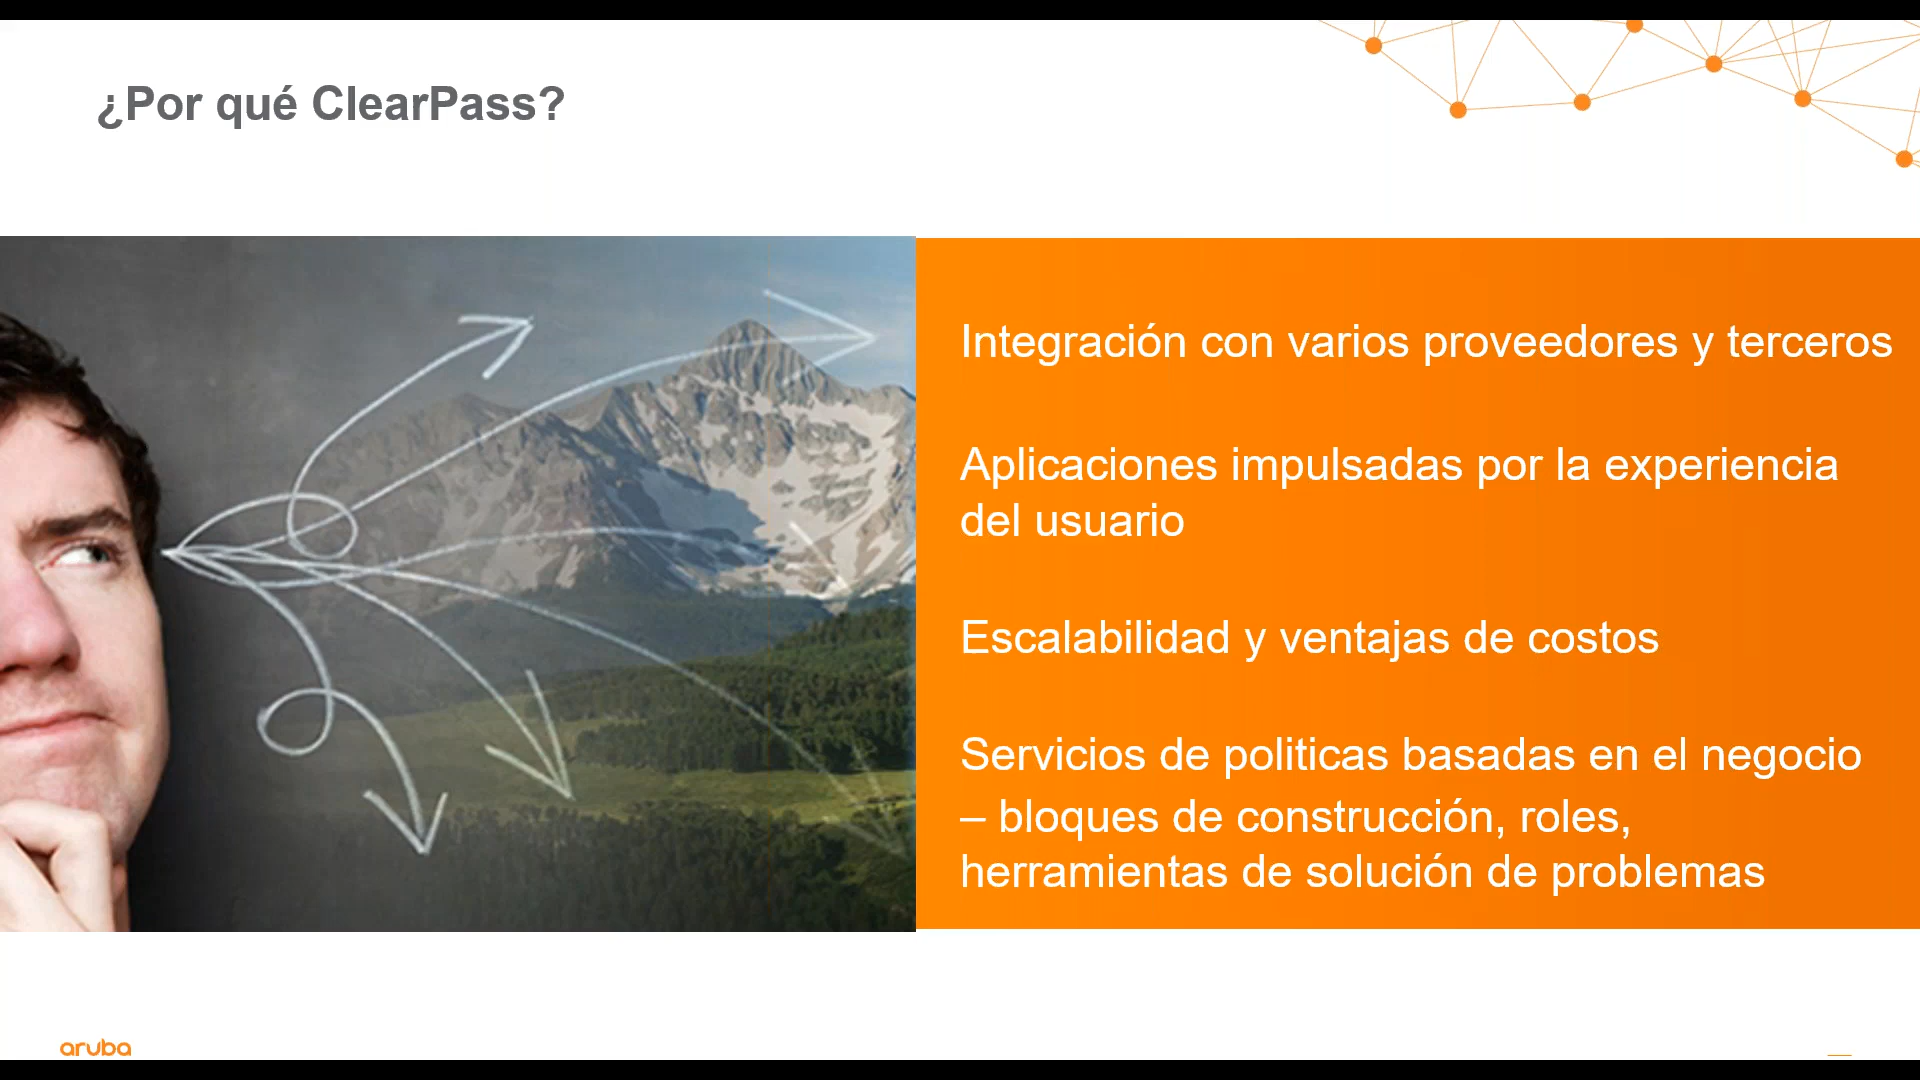 ¿Por qué ClearPass?
Integración con varios proveedores y terceros
Aplicaciones impulsadas por la experiencia
del usuario
Escalabilidad y ventajas de costos
Servicios de politicas basadas en el negocio
– bloques de construcción, roles,
herramientas de solución de problemas
aruba